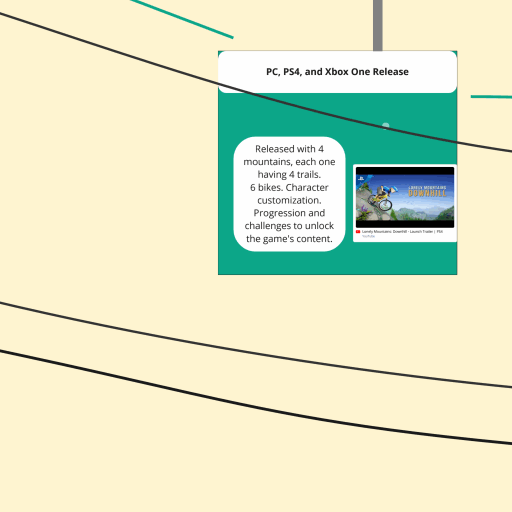 PC, PS4, and Xbox One Release
Released with 4
mountains, each one
having 4 trails.
6 bikes. Character
customization.
Progression and
challenges to unlock
the game's content.
LONELY MOUNTAINS
DOWNHILL
Lonely Mountains: Downhill - Launch Trailer | PS4
YouTube